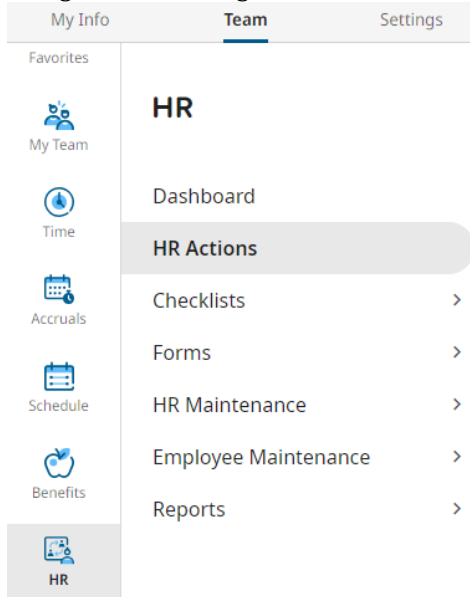 My Info
Team
Settings
Favorites
My Team
Time
Accruals
Schedule
Benefits
HR
HR
Dashboard
HR Actions
Checklists
Forms
HR Maintenance
Employee Maintenance
Reports